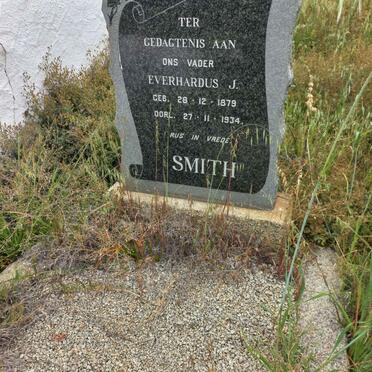 TER
GEDAGTENIS AAN
ONS VADER
EVERHARDUS J.
GEB. 28-12-1879
OORL. 27-11-1934
RUS IN VREDE
SMITH